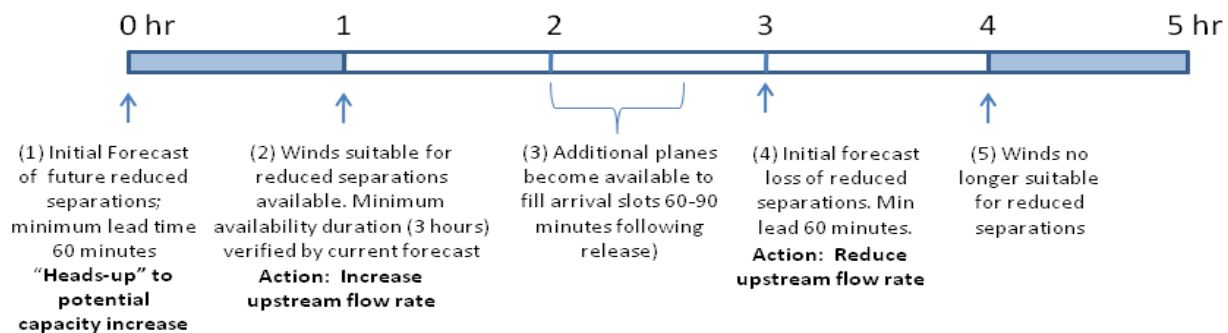 0 hr 1 2 3 4 5 hr
(1) Initial Forecast
of future reduced
separations;
minimum lead time
60 minutes
“Heads-up” to
potential
capacity increase
(2) Winds suitable for
reduced separations
available. Minimum
availability duration (3 hours)
verified by current forecast
Action: Increase
upstream flow rate
(3) Additional planes
become available to
fill arrival slots 60-90
minutes following
release)
(4) Initial forecast
loss of reduced
separations. Min
lead 60 minutes.
Action: Reduce
upstream flow rate
(5) Winds no
longer suitable
for reduced
separations